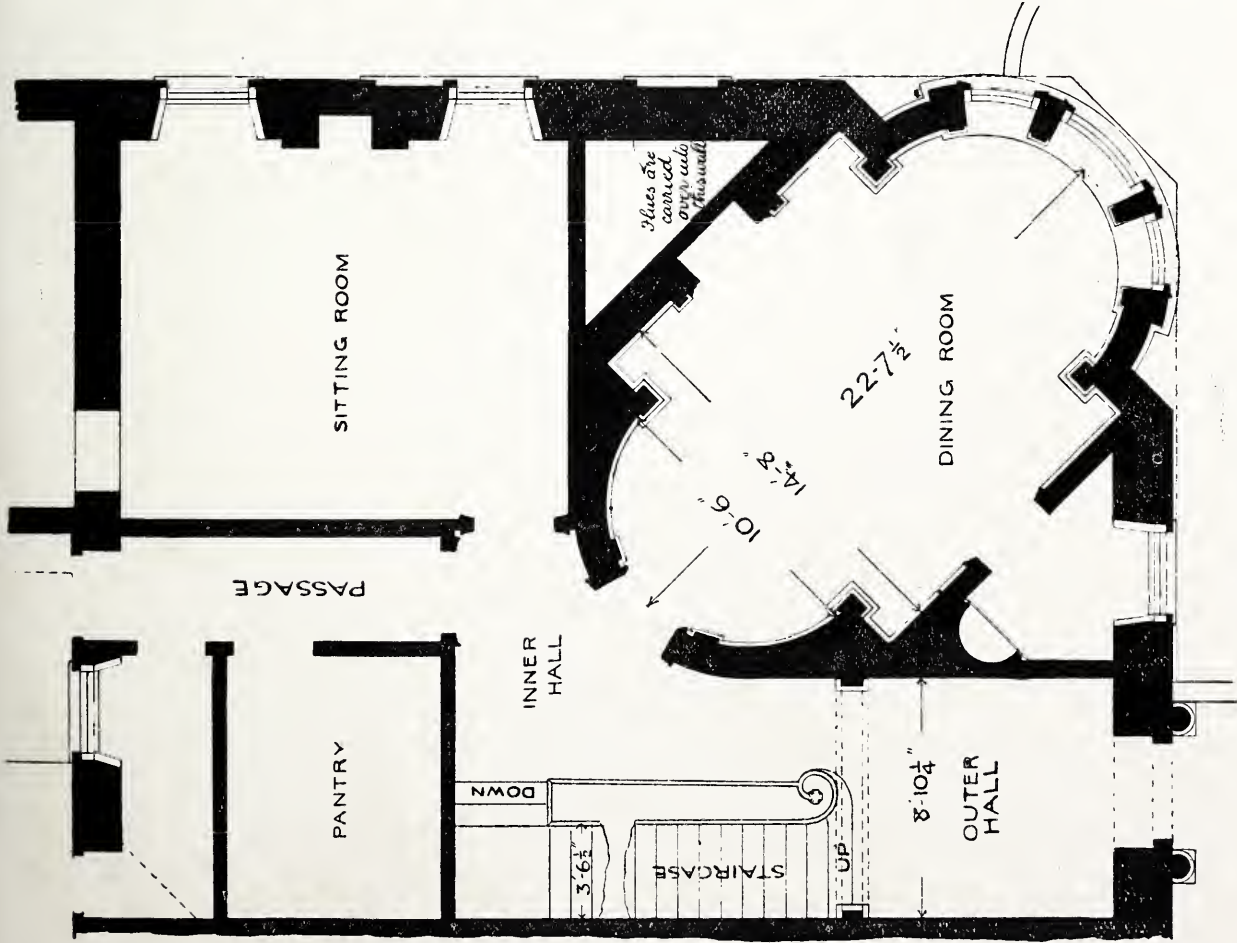 Flues are
carried
over into
this wall
SITTING ROOM
PASSAGE
22-7½"
DINING ROOM
14'-8"
10'-6"
INNER
HALL
PANTRY
DOWN
3'6½"
STAIRCASE
UP
8'10¼"
OUTER
HALL